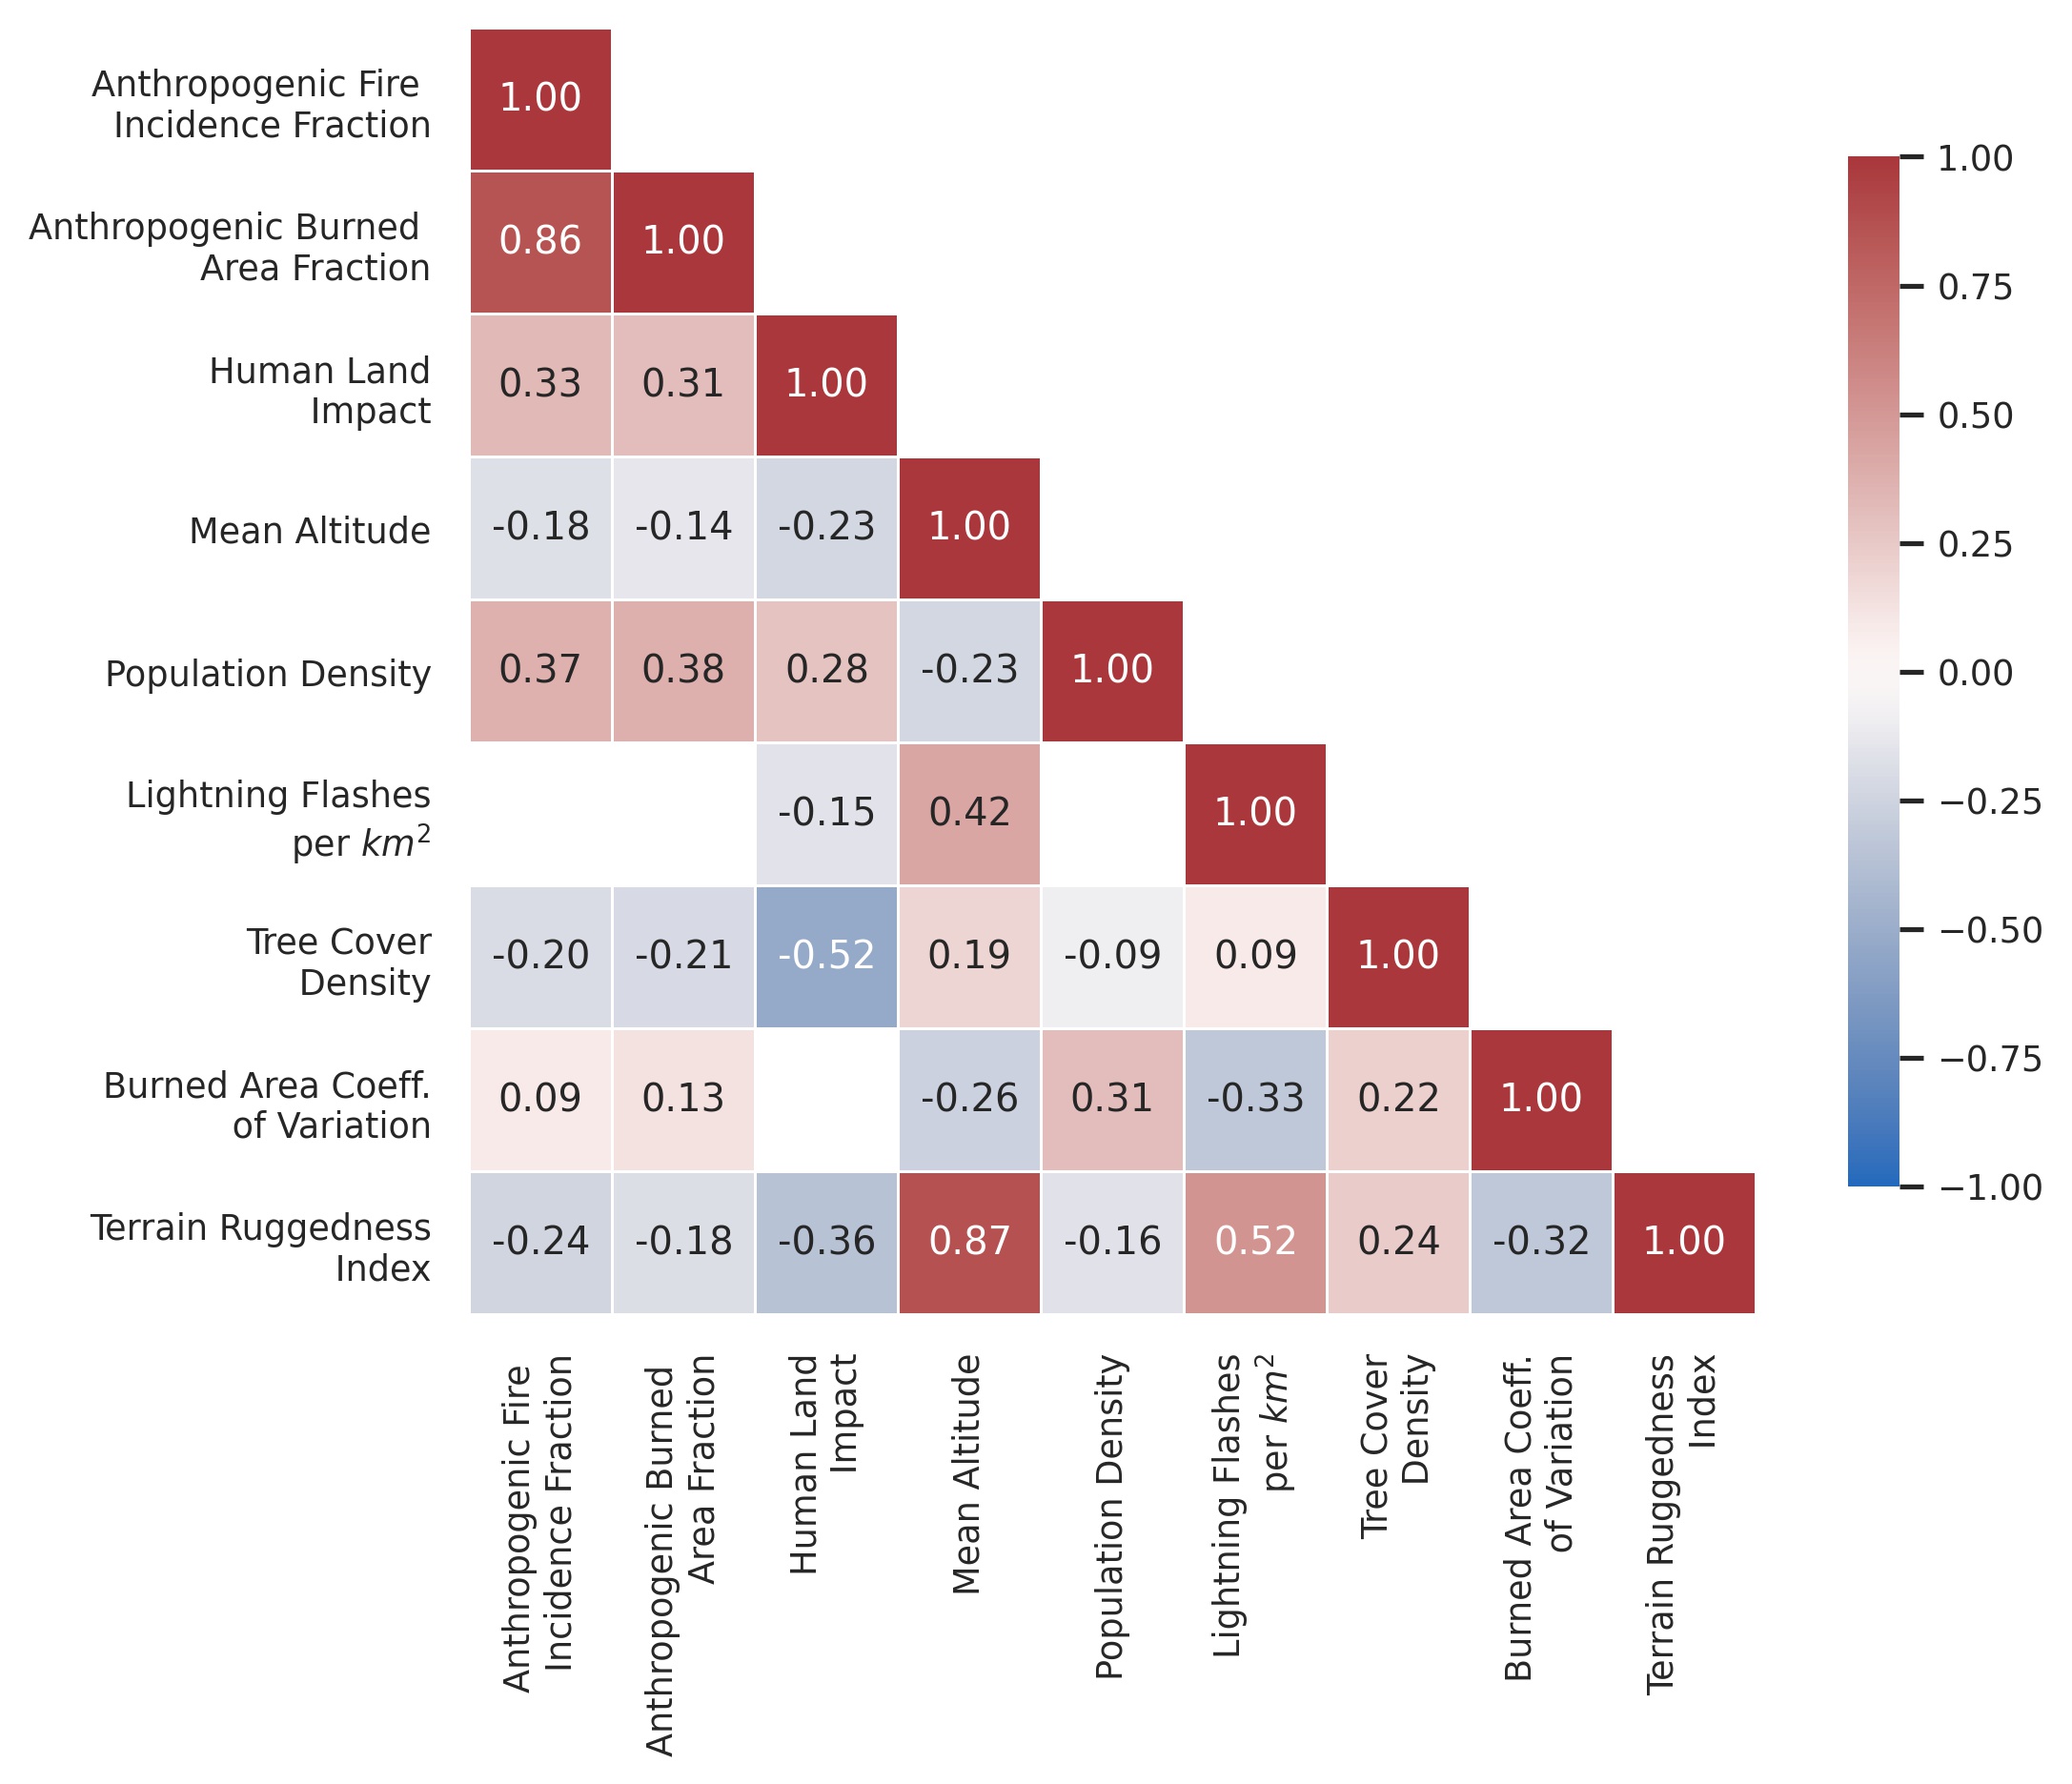 Anthropogenic Fire
Incidence Fraction
1.00
Anthropogenic Burned
Area Fraction
0.86 1.00
Human Land
Impact
0.33 0.31 1.00
Mean Altitude
-0.18 -0.14 -0.23 1.00
Population Density
0.37 0.38 0.28 -0.23 1.00
Lightning Flashes
per km²
-0.15 0.42 1.00
Tree Cover
Density
-0.20 -0.21 -0.52 0.19 -0.09 0.09 1.00
Burned Area Coeff.
of Variation
0.09 0.13 -0.26 0.31 -0.33 0.22 1.00
Terrain Ruggedness
Index
-0.24 -0.18 -0.36 0.87 -0.16 0.52 0.24 -0.32 1.00
Anthropogenic Fire
Incidence Fraction
Anthropogenic Burned
Area Fraction
Human Land
Impact
Mean Altitude
Population Density
Lightning Flashes
per km²
Tree Cover
Density
Burned Area Coeff.
of Variation
Terrain Ruggedness
Index
1.00
0.75
0.50
0.25
0.00
−0.25
−0.50
−0.75
−1.00